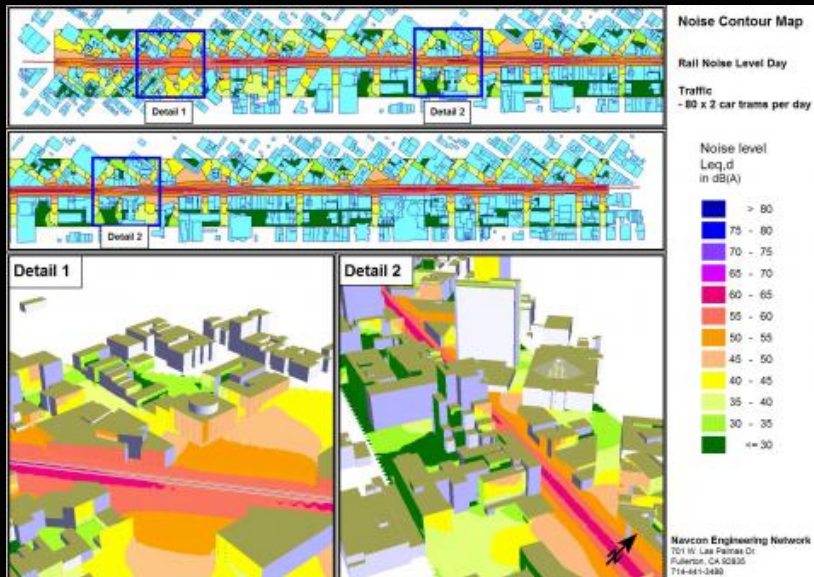 Noise Contour Map
Rail Noise Level Day
Traffic
- 80 x 2 car trams per day
Detail 1
Detail 2
Detail 2
Noise level
Leq,d
in dB(A)
> 80
75 - 80
70 - 75
65 - 70
60 - 65
55 - 60
50 - 55
45 - 50
40 - 45
35 - 40
30 - 35
<= 30
Detail 1
Detail 2
Navcon Engineering Network
701 W. Las Palmas Dr.
Fullerton, CA 92835
714-441-3488